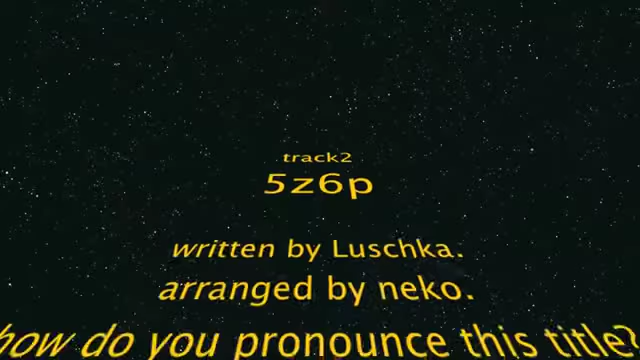 track2
5z6p
written by Luschka.
arranged by neko.
how do you pronounce this title?